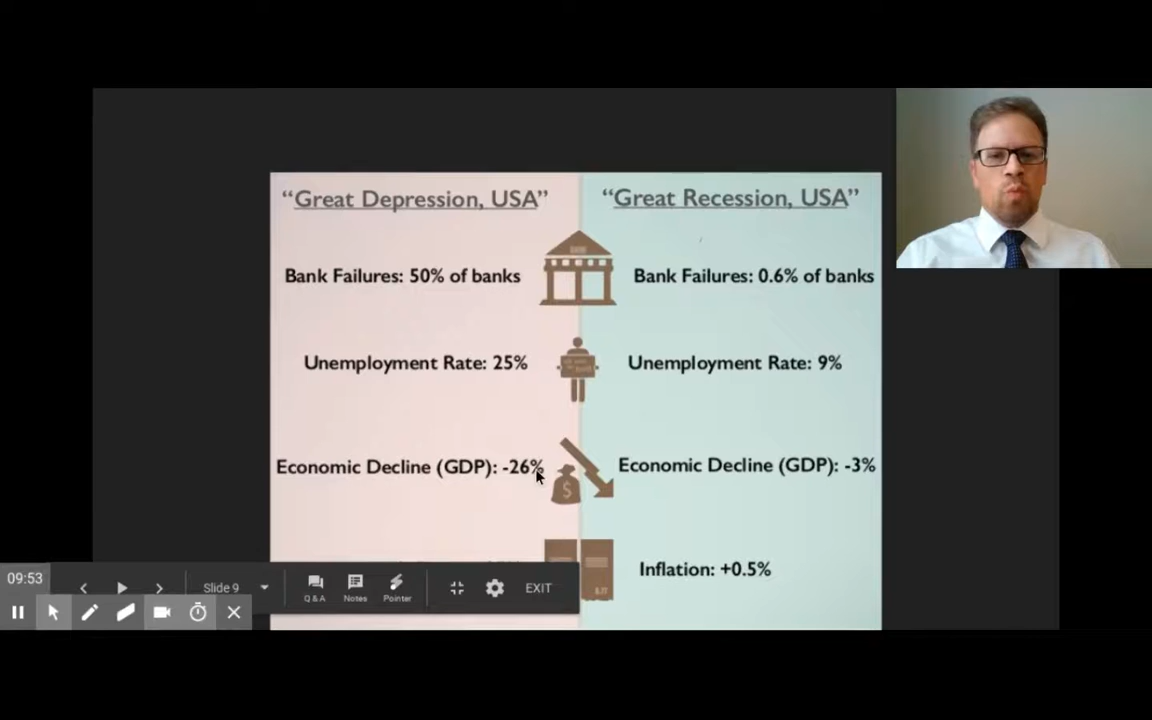 “Great Depression, USA”
“Great Recession, USA”
BANK
Bank Failures: 50% of banks
Bank Failures: 0.6% of banks
Unemployment Rate: 25%
Unemployment Rate: 9%
Economic Decline (GDP): -26%
Economic Decline (GDP): -3%
$
Inflation: +0.5%
09:53
Slide 9
Q & A
Notes
Pointer
EXIT